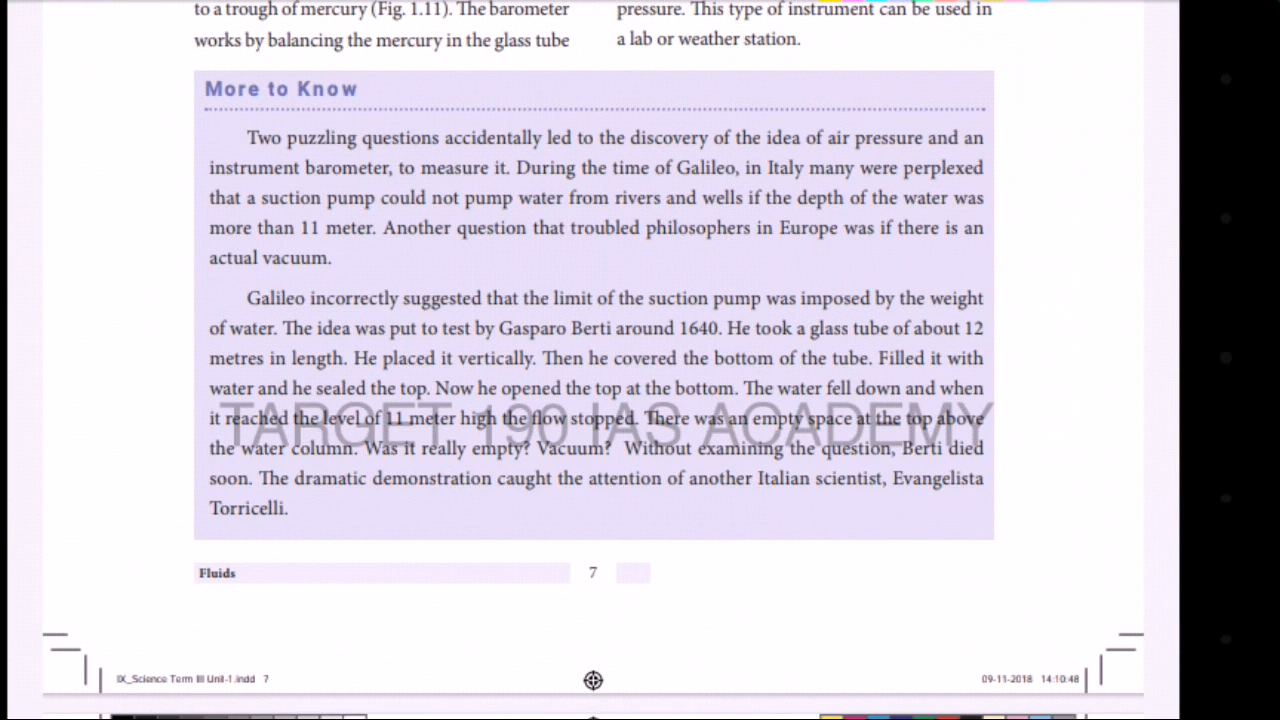 to a trough of mercury (Fig. 1.11). The barometer
works by balancing the mercury in the glass tube
pressure. This type of instrument can be used in
a lab or weather station.
More to Know
Two puzzling questions accidentally led to the discovery of the idea of air pressure and an
instrument barometer, to measure it. During the time of Galileo, in Italy many were perplexed
that a suction pump could not pump water from rivers and wells if the depth of the water was
more than 11 meter. Another question that troubled philosophers in Europe was if there is an
actual vacuum.
Galileo incorrectly suggested that the limit of the suction pump was imposed by the weight
of water. The idea was put to test by Gasparo Berti around 1640. He took a glass tube of about 12
metres in length. He placed it vertically. Then he covered the bottom of the tube. Filled it with
water and he sealed the top. Now he opened the top at the bottom. The water fell down and when
it reached the level of 11 meter high the flow stopped. There was an empty space at the top above
TARGET 190 IAS ACADEMY
the water column. Was it really empty? Vacuum? Without examining the question, Berti died
soon. The dramatic demonstration caught the attention of another Italian scientist, Evangelista
Torricelli.
Fluids
7
IX_Science Term III Unit-1.indd 7
09-11-2018 14:10:48